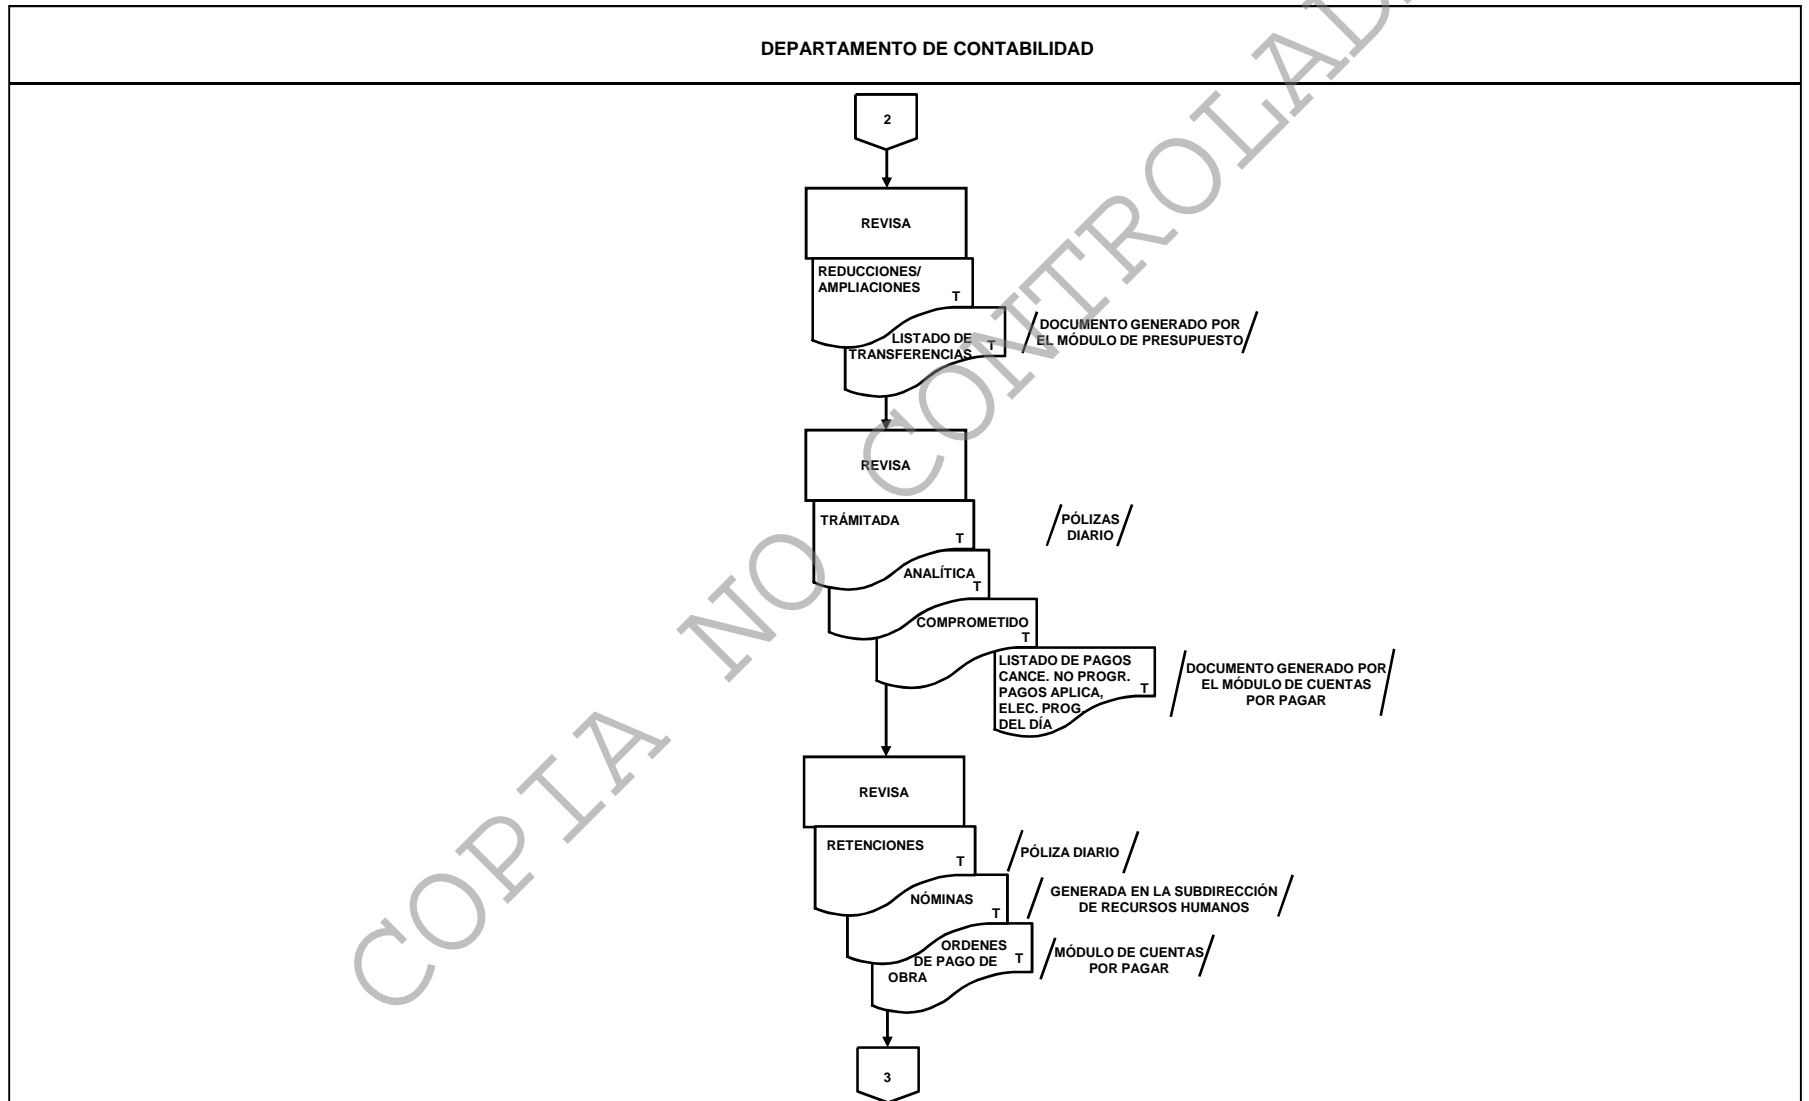 DEPARTAMENTO DE CONTABILIDAD
2
REVISA
REDUCCIONES/
AMPLIACIONES
T
LISTADO DE
TRANSFERENCIAS
T
DOCUMENTO GENERADO POR
EL MÓDULO DE PRESUPUESTO
REVISA
TRÁMITADA
T
PÓLIZAS
DIARIO
ANALÍTICA
T
COMPROMETIDO
T
LISTADO DE PAGOS
CANCE. NO PROGR.
PAGOS APLICA,
ELEC. PROG.
DEL DÍA
T
DOCUMENTO GENERADO POR
EL MÓDULO DE CUENTAS
POR PAGAR
REVISA
RETENCIONES
T
PÓLIZA DIARIO
NÓMINAS
T
GENERADA EN LA SUBDIRECCIÓN
DE RECURSOS HUMANOS
ORDENES
DE PAGO DE
OBRA
T
MÓDULO DE CUENTAS
POR PAGAR
3
COPIA NO CONTROLAD